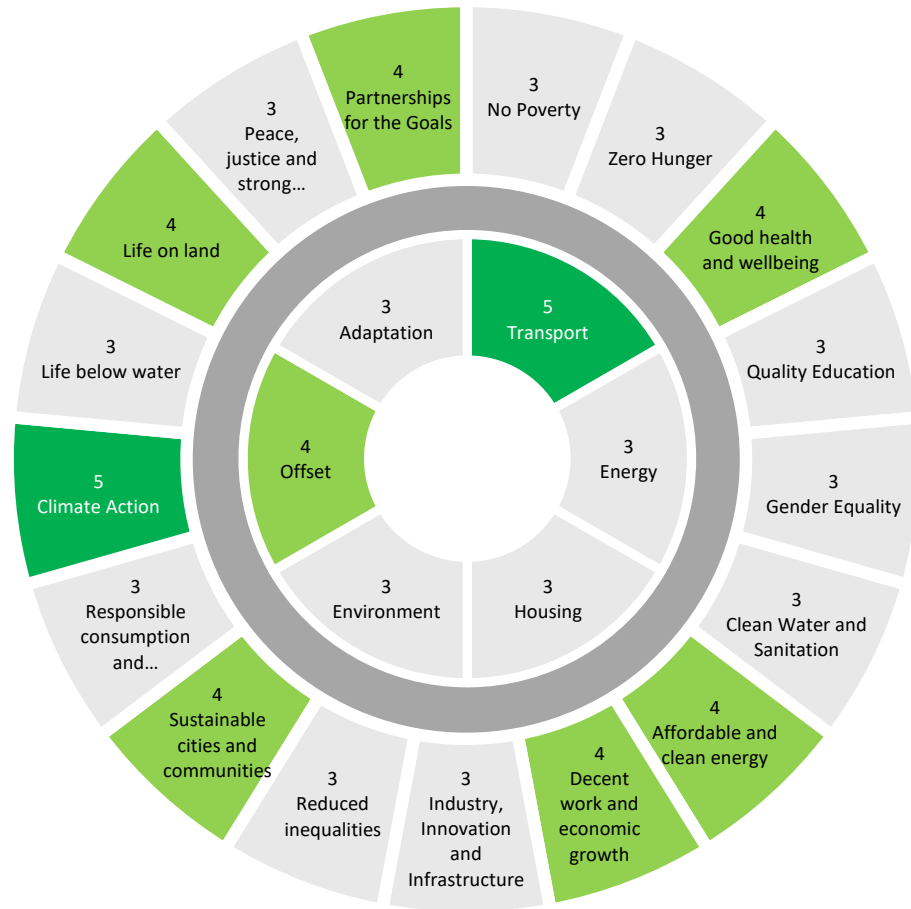 3
No Poverty
3
Zero Hunger
4
Good health
and wellbeing
3
Quality Education
3
Gender Equality
3
Clean Water and
Sanitation
4
Affordable and
clean energy
4
Decent
work and
economic
growth
3
Industry,
Innovation
and
Infrastructure
3
Reduced
inequalities
4
Sustainable
cities and
communities
3
Responsible
consumption
and...
5
Climate Action
3
Life below water
4
Life on land
3
Peace,
justice and
strong...
4
Partnerships
for the Goals
5
Transport
3
Energy
3
Housing
3
Environment
4
Offset
3
Adaptation